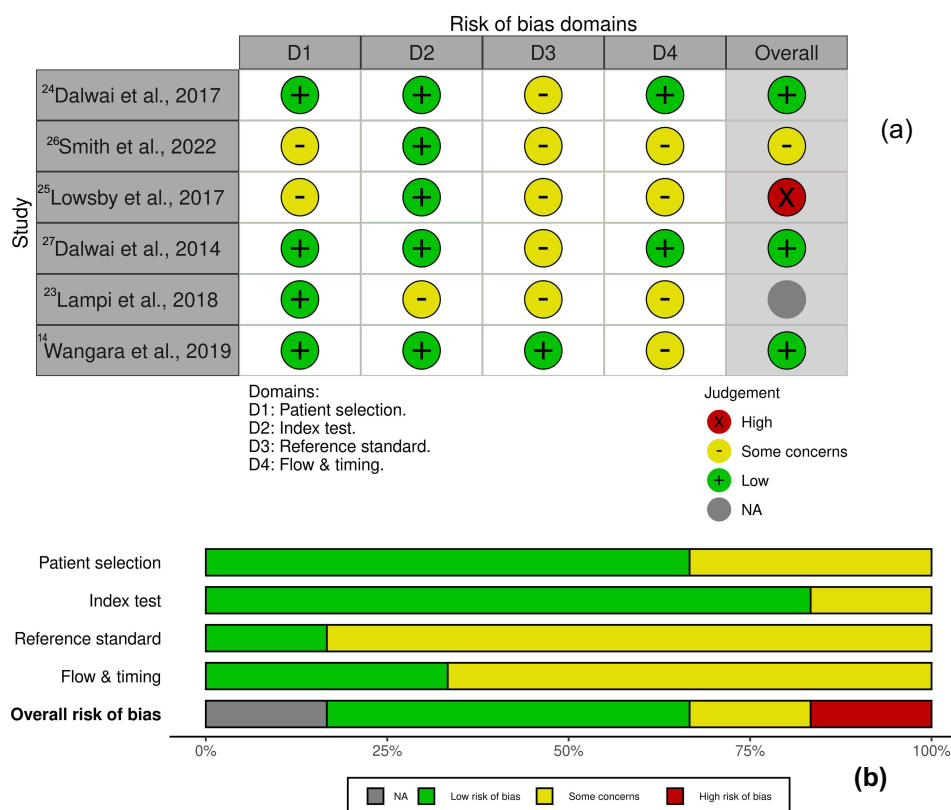 Risk of bias domains
D1 D2 D3 D4 Overall
Study
24Dalwai et al., 2017 + + - + +
(a)
26Smith et al., 2022 - + - - -
25Lowsby et al., 2017 - + - - X
27Dalwai et al., 2014 + + - + +
23Lampi et al., 2018 + - - -
14Wangara et al., 2019 + + + - +
Domains:
D1: Patient selection.
D2: Index test.
D3: Reference standard.
D4: Flow & timing.
Judgement
X High
- Some concerns
+ Low
NA
Patient selection
Index test
Reference standard
Flow & timing
Overall risk of bias
0% 25% 50% 75% 100%
(b)
NA Low risk of bias Some concerns High risk of bias